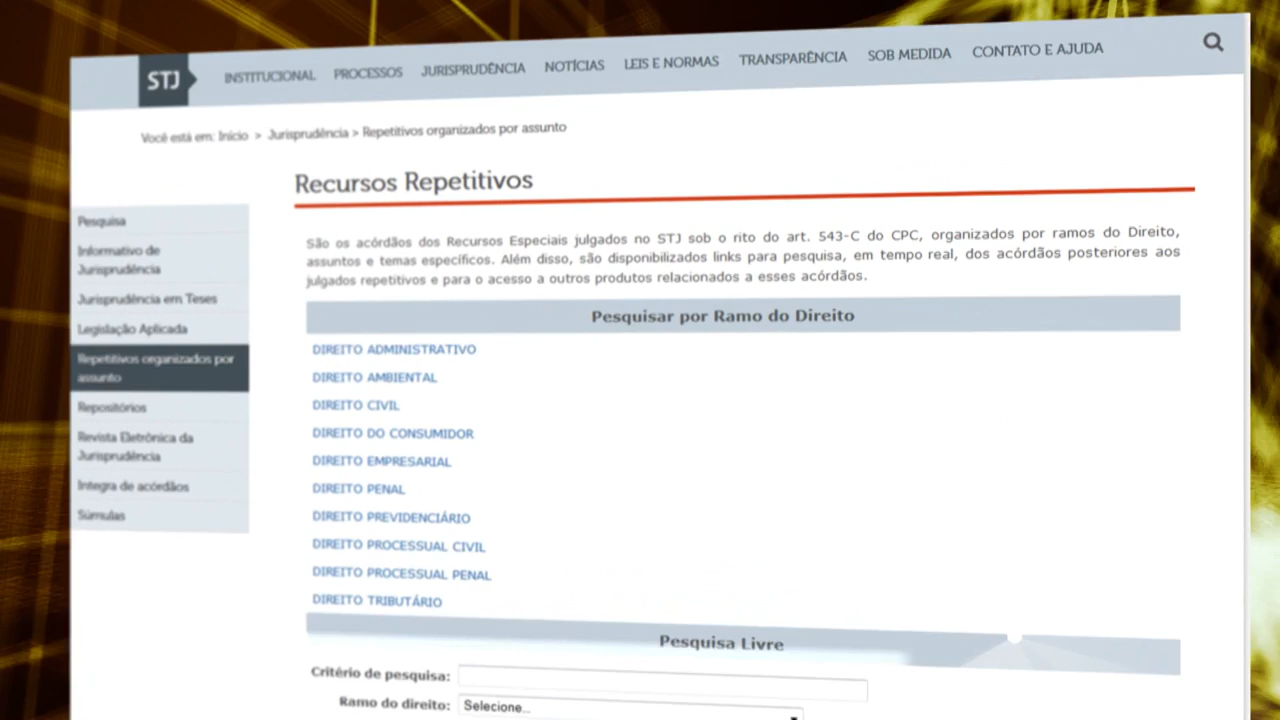 STJ
INSTITUCIONAL PROCESSOS JURISPRUDÊNCIA NOTÍCIAS LEIS E NORMAS TRANSPARÊNCIA SOB MEDIDA CONTATO E AJUDA
Você está em: Início > Jurisprudência > Repetitivos organizados por assunto
Recursos Repetitivos
Pesquisa
Informativo de
Jurisprudência
Jurisprudência em Teses
Legislação Aplicada
Repetitivos organizados por
assunto
Repositórios
Revista Eletrônica da
Jurisprudência
Íntegra de acórdãos
Súmulas
São os acórdãos dos Recursos Especiais julgados no STJ sob o rito do art. 543-C do CPC, organizados por ramos do Direito,
assuntos e temas específicos. Além disso, são disponibilizados links para pesquisa, em tempo real, dos acórdãos posteriores aos
julgados repetitivos e para o acesso a outros produtos relacionados a esses acórdãos.
Pesquisar por Ramo do Direito
DIREITO ADMINISTRATIVO
DIREITO AMBIENTAL
DIREITO CIVIL
DIREITO DO CONSUMIDOR
DIREITO EMPRESARIAL
DIREITO PENAL
DIREITO PREVIDENCIÁRIO
DIREITO PROCESSUAL CIVIL
DIREITO PROCESSUAL PENAL
DIREITO TRIBUTÁRIO
Pesquisa Livre
Critério de pesquisa:
Ramo do direito: Selecione...